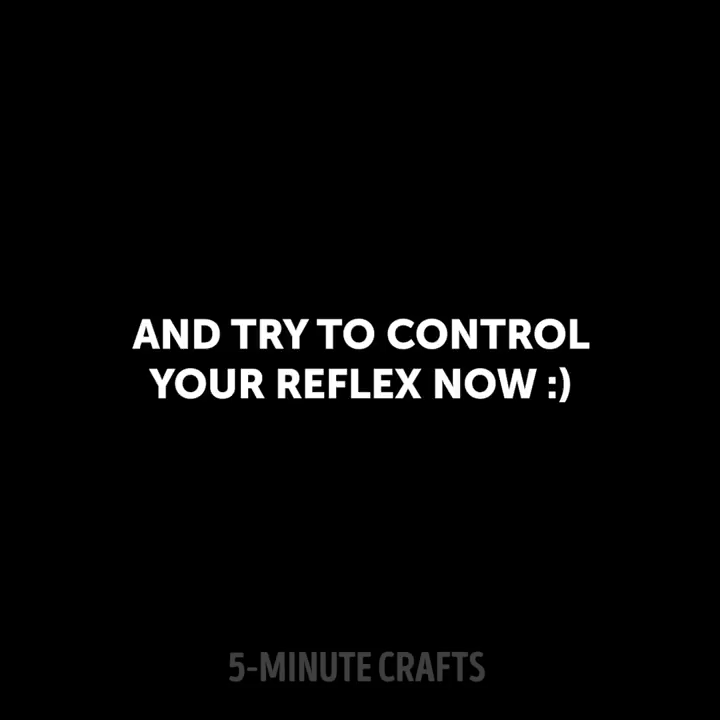 AND TRY TO CONTROL
YOUR REFLEX NOW :)
5-MINUTE CRAFTS